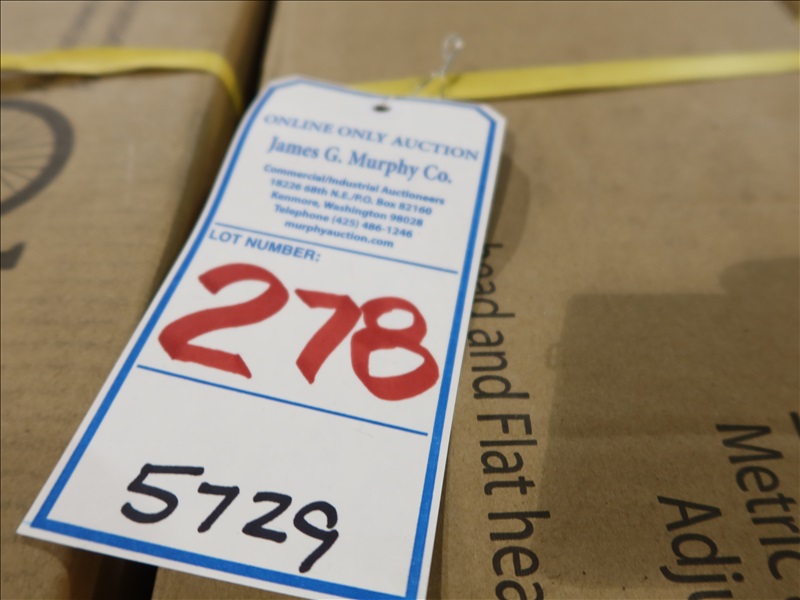 ONLINE ONLY AUCTION
James G. Murphy Co.
Commercial/Industrial Auctioneers
18226 68th N.E./P.O. Box 82160
Kenmore, Washington 98028
Telephone (425) 486-1246
murphyauction.com
LOT NUMBER:
278
5729
head and Flat hea
Metric
Adju